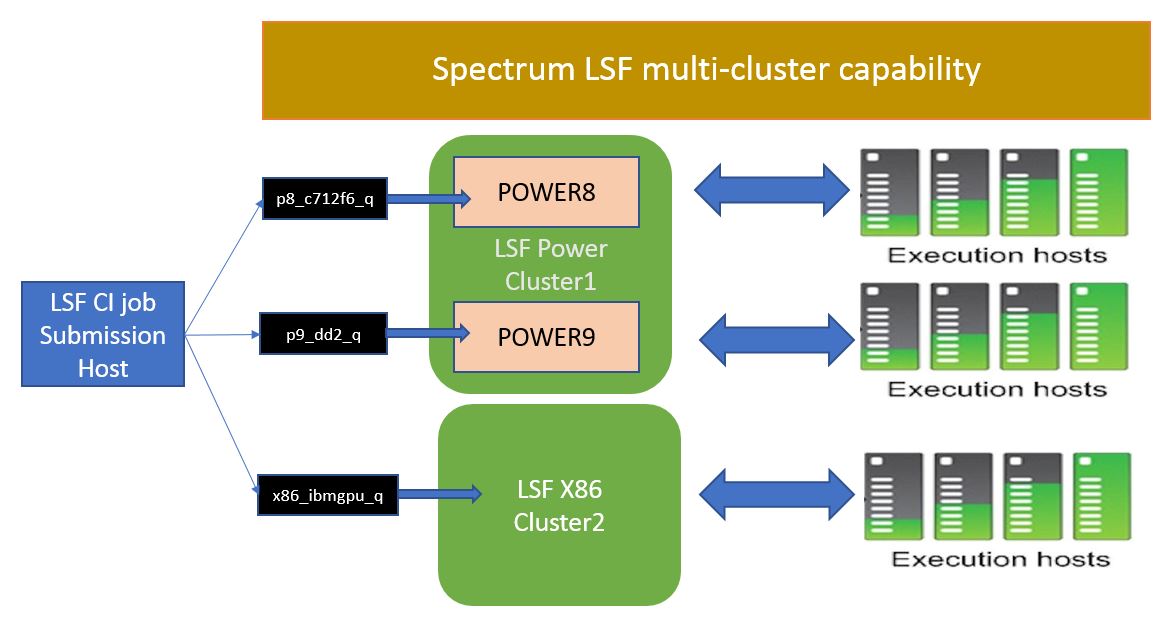 Spectrum LSF multi-cluster capability
LSF CI job
Submission
Host
p8_c712f6_q
p9_dd2_q
x86_ibmgpu_q
POWER8
LSF Power
Cluster1
POWER9
LSF X86
Cluster2
Execution hosts
Execution hosts
Execution hosts